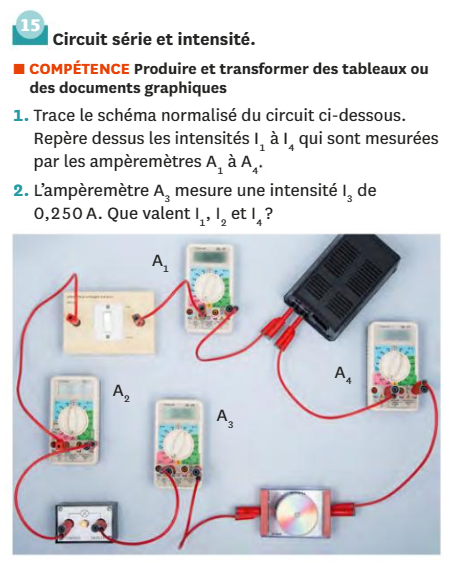 15
Circuit série et intensité.
COMPÉTENCE Produire et transformer des tableaux ou
des documents graphiques
1. Trace le schéma normalisé du circuit ci-dessous.
Repère dessus les intensités I₁ à I₄ qui sont mesurées
par les ampèremètres A₁ à A₄.
2. L’ampèremètre A₃ mesure une intensité I₃ de
0,250 A. Que valent I₁, I₂ et I₄ ?
A₁
A₄
A₂
A₃